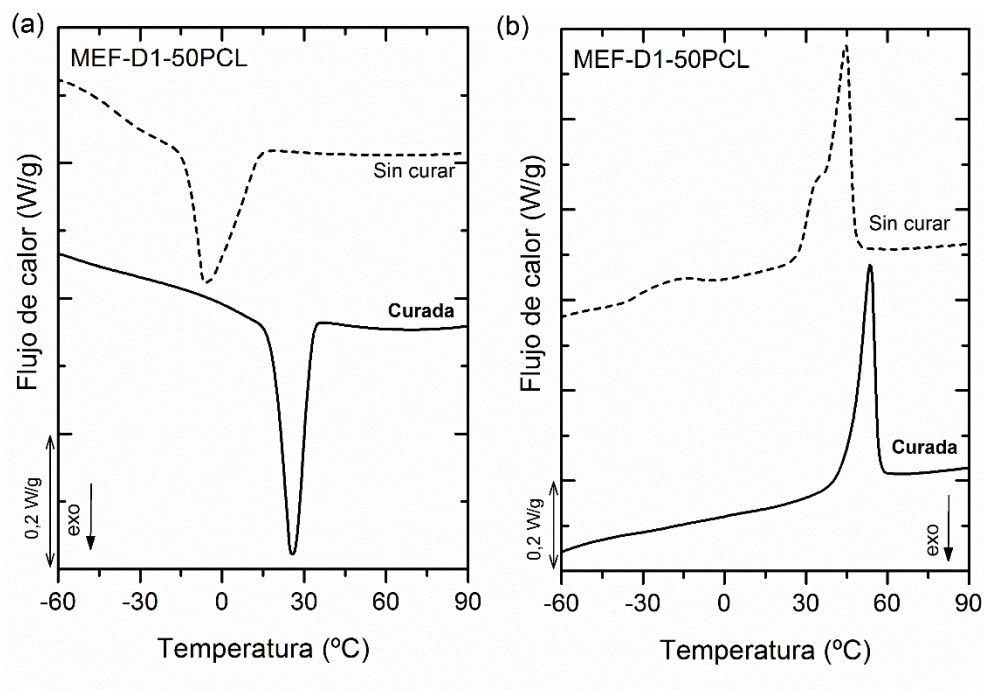 (a)
MEF-D1-50PCL
Sin curar
Curada
Flujo de calor (W/g)
0,2 W/g
exo
-60 -30 0 30 60 90
Temperatura (ºC)
(b)
MEF-D1-50PCL
Sin curar
Curada
Flujo de calor (W/g)
0,2 W/g
exo
-60 -30 0 30 60 90
Temperatura (ºC)